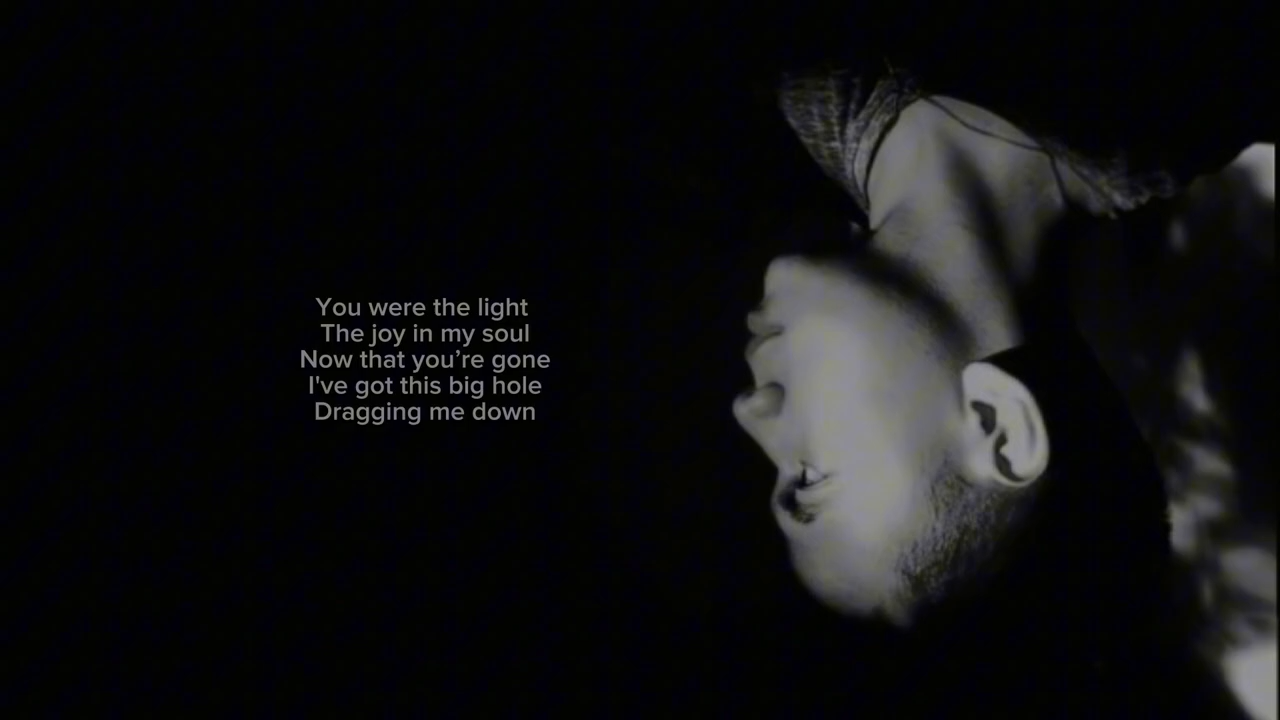 You were the light
The joy in my soul
Now that you’re gone
I've got this big hole
Dragging me down